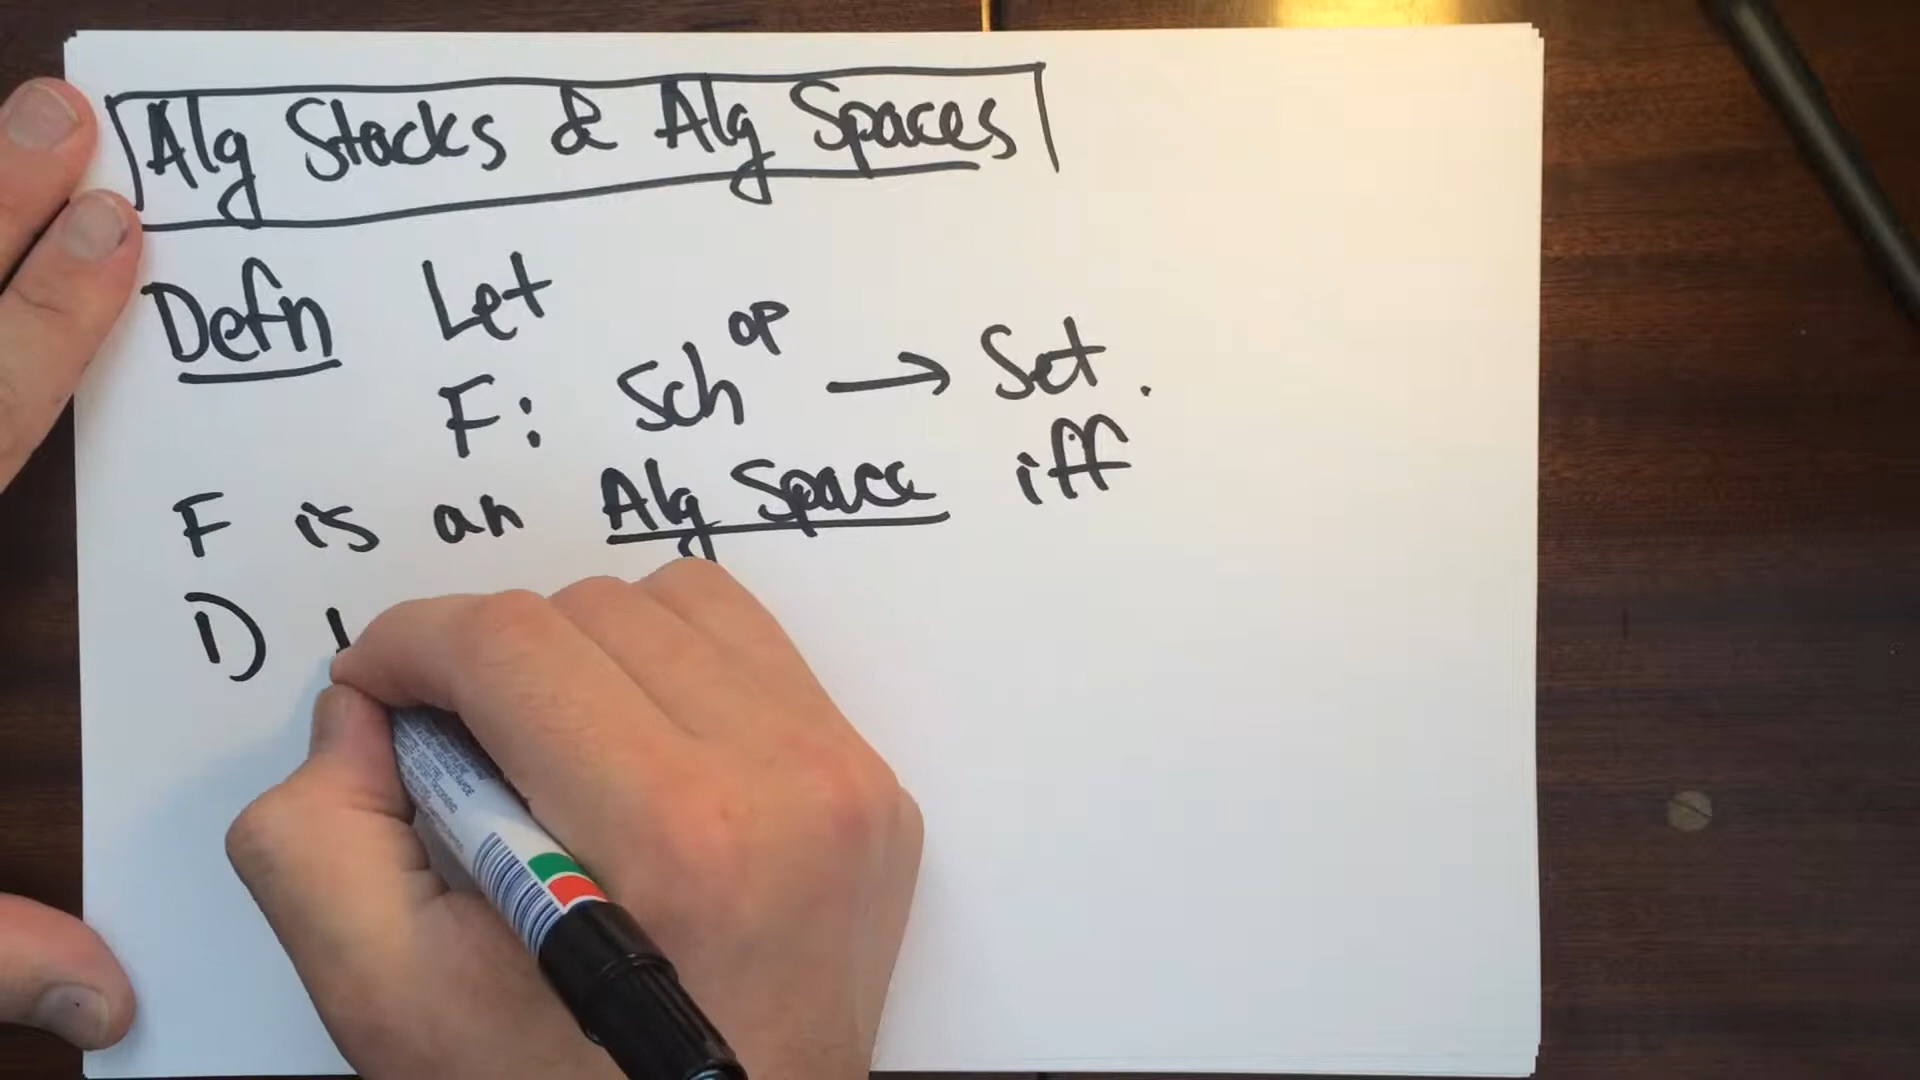 Alg Stacks & Alg Spaces
Defn Let
F: Sch^op → Set.
F is an Alg Space iff
1)